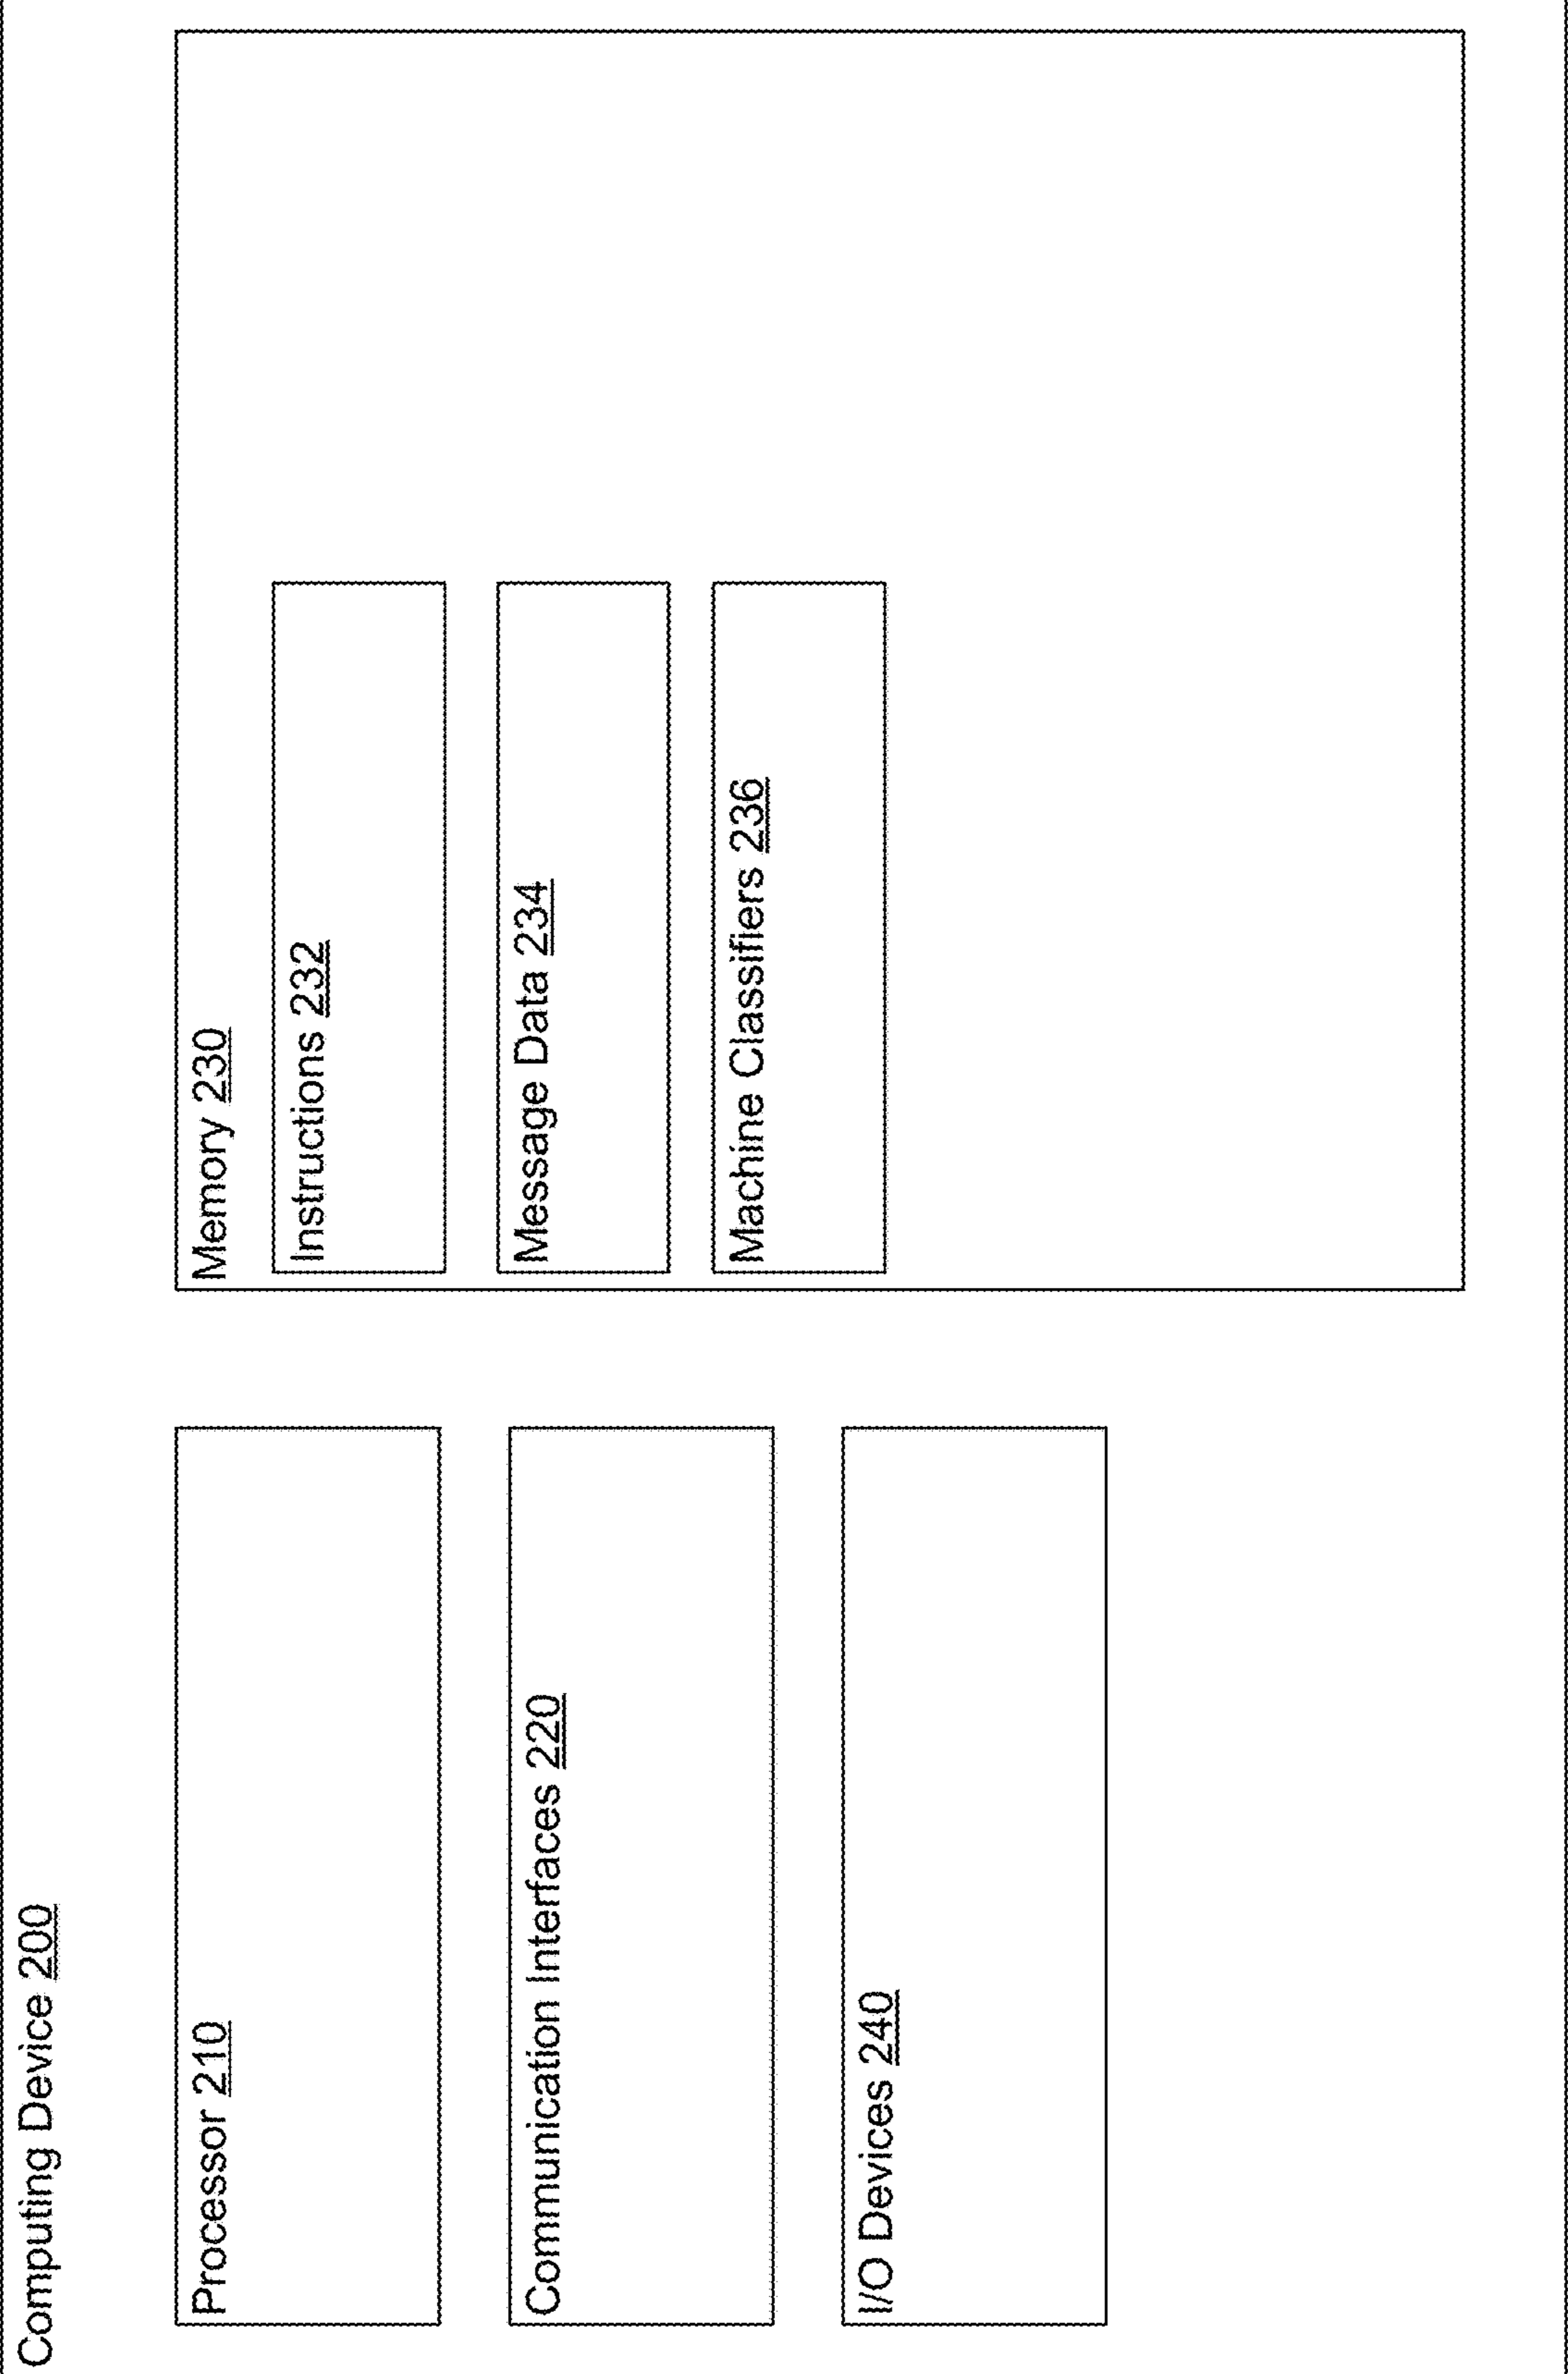 Computing Device 200
Processor 210
Communication Interfaces 220
I/O Devices 240
Memory 230
Instructions 232
Message Data 234
Machine Classifiers 236